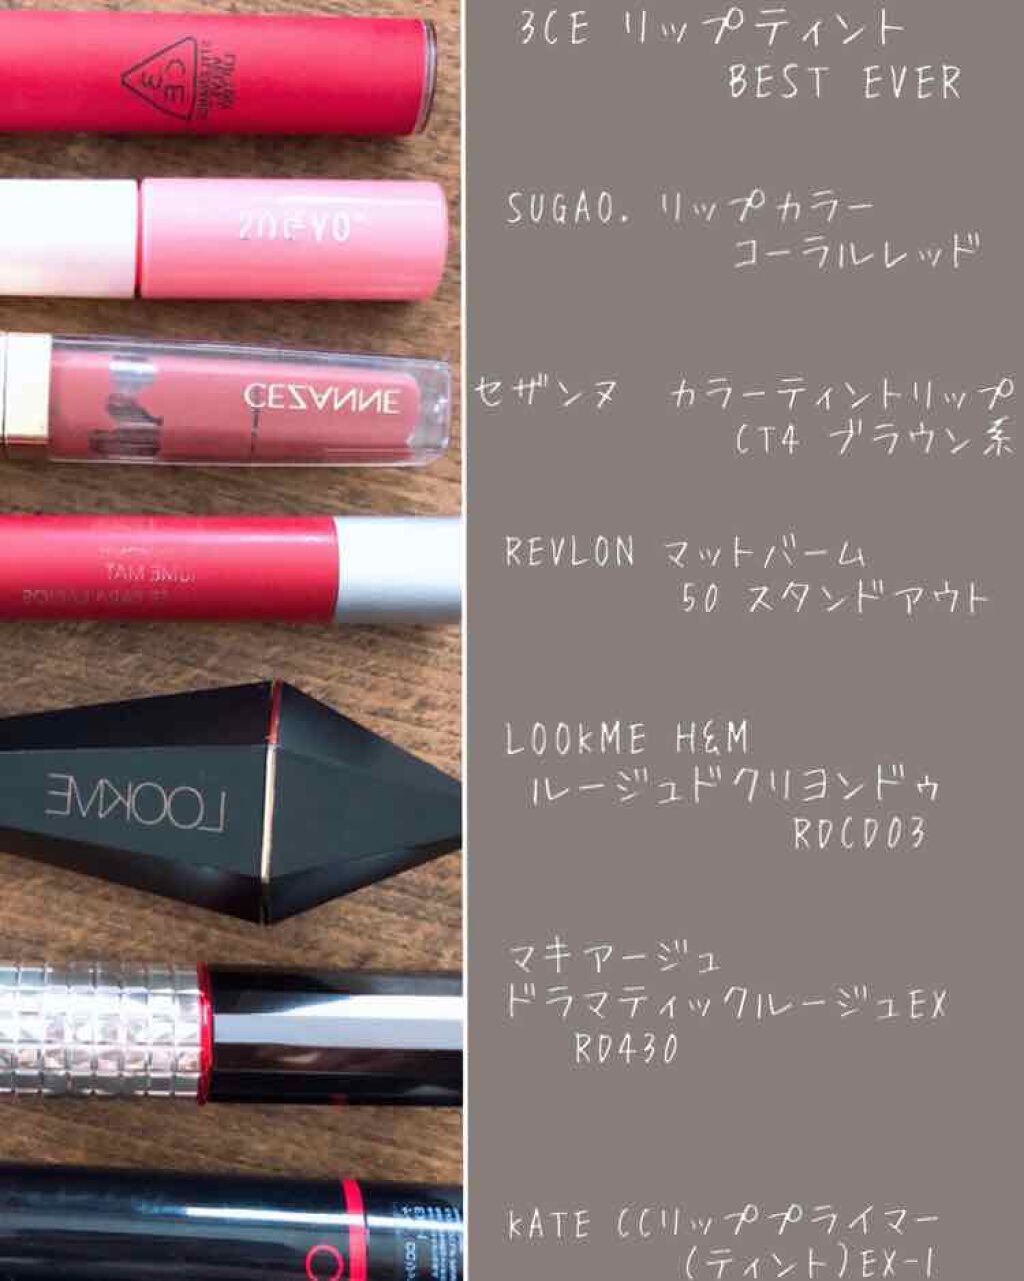 3CE リップティント
BEST EVER
SUGAO. リップカラー
コーラルレッド
CEZANNE
セザンヌ カラーティントリップ
CT4 ブラウン系
REVLON マットバーム
50 スタンドアウト
LOOKME
LOOKME H&M
ルージュドクリヨンドゥ
RDCD03
マキアージュ
ドラマティックルージュEX
RD430
KATE CCリッププライマー
(ティント)EX-1